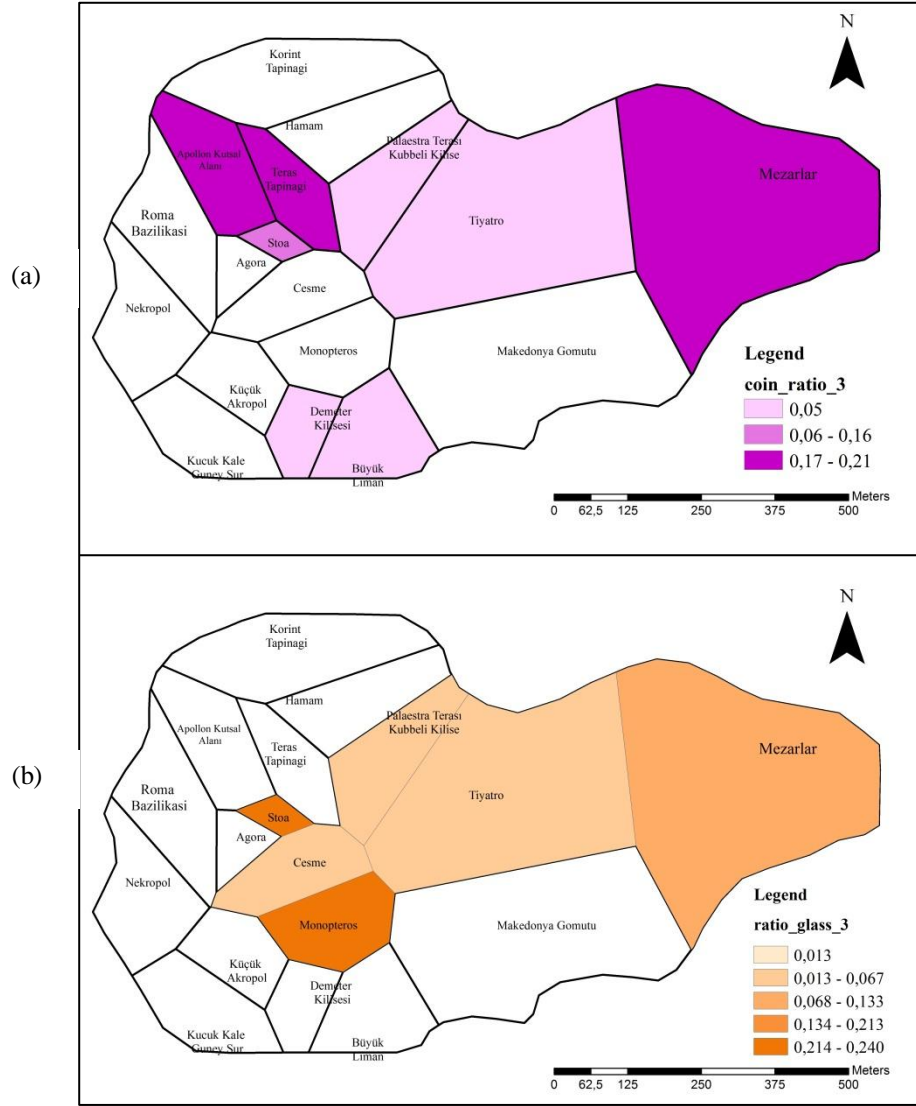 (a)
N
Korint
Tapinagi
Hamam
Palaestra Terası
Kubbeli Kilise
Apollon Kutsal
Alanı
Teras
Tapinagi
Mezarlar
Tiyatro
Roma
Bazilikasi
Stoa
Agora
Cesme
Nekropol
Monopteros
Makedonya Gomutu
Küçük
Akropol
Demeter
Kilisesi
Kucuk Kale
Guney Sur
Büyük
Liman
Legend
coin_ratio_3
0,05
0,06 - 0,16
0,17 - 0,21
Meters
0 62,5 125 250 375 500
(b)
N
Korint
Tapinagi
Hamam
Palaestra Terası
Kubbeli Kilise
Apollon Kutsal
Alanı
Teras
Tapinagi
Mezarlar
Tiyatro
Roma
Bazilikasi
Stoa
Agora
Cesme
Nekropol
Monopteros
Makedonya Gomutu
Küçük
Akropol
Demeter
Kilisesi
Kucuk Kale
Guney Sur
Büyük
Liman
Legend
ratio_glass_3
0,013
0,013 - 0,067
0,068 - 0,133
0,134 - 0,213
0,214 - 0,240
Meters
0 62,5 125 250 375 500